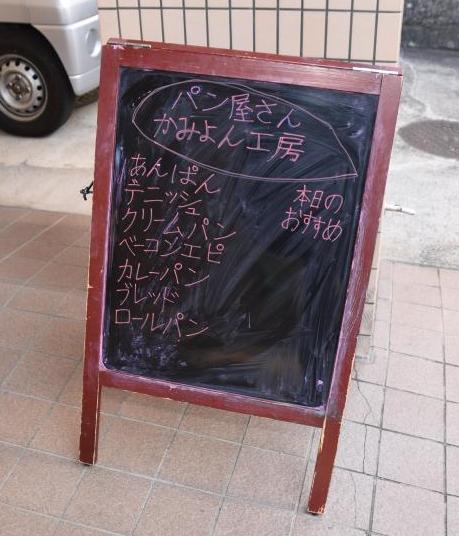 パン屋さん
かみよん工房
あんぱん
デニッシュ
クリームパン
ベーコンエピ
カレーパン
ブレッド
ロールパン
本日の
おすすめ